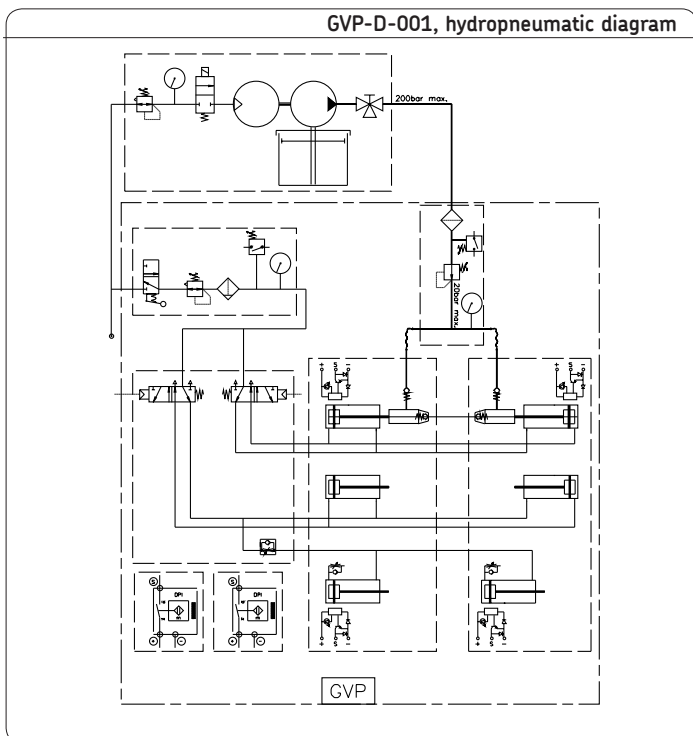 GVP-D-001, hydropneumatic diagram
200bar max.
20bar max.
+ S -
+ S -
S
DPI
+ -
S
DPI
+ -
+ S -
+ S -
GVP